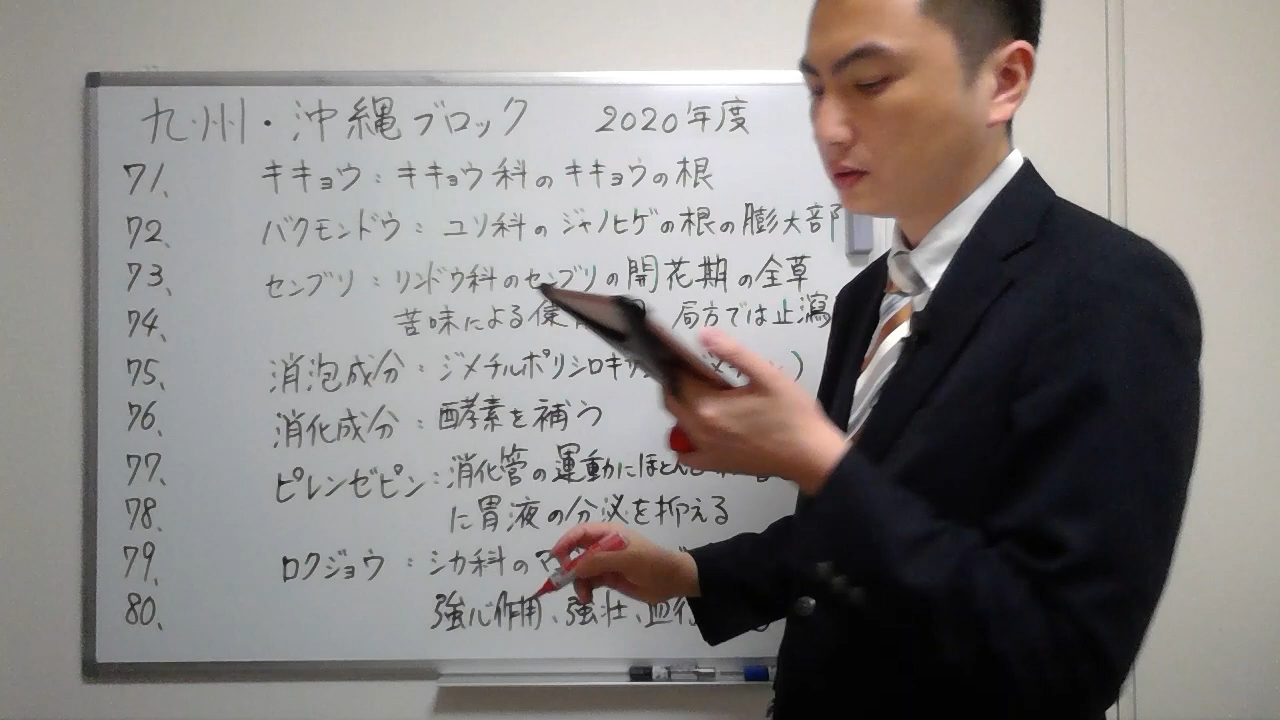 九州・沖縄ブロック 2020年度
71、 キキョウ：キキョウ科のキキョウの根
72、 バクモンドウ：ユリ科のジャノヒゲの根の膨大部
73、 センブリ：リンドウ科のセンブリの開花期の全草
74、 苦味による 局方では止瀉
75、 消泡成分：ジメチルポリシロキ
76、 消化成分：酵素を補う
77、 ピレンゼピン：消化管の運動にほとんど
78、 に胃液の分泌を抑える
79、 ロクジョウ：シカ科のマ
80、 強心作用、強壮、血行